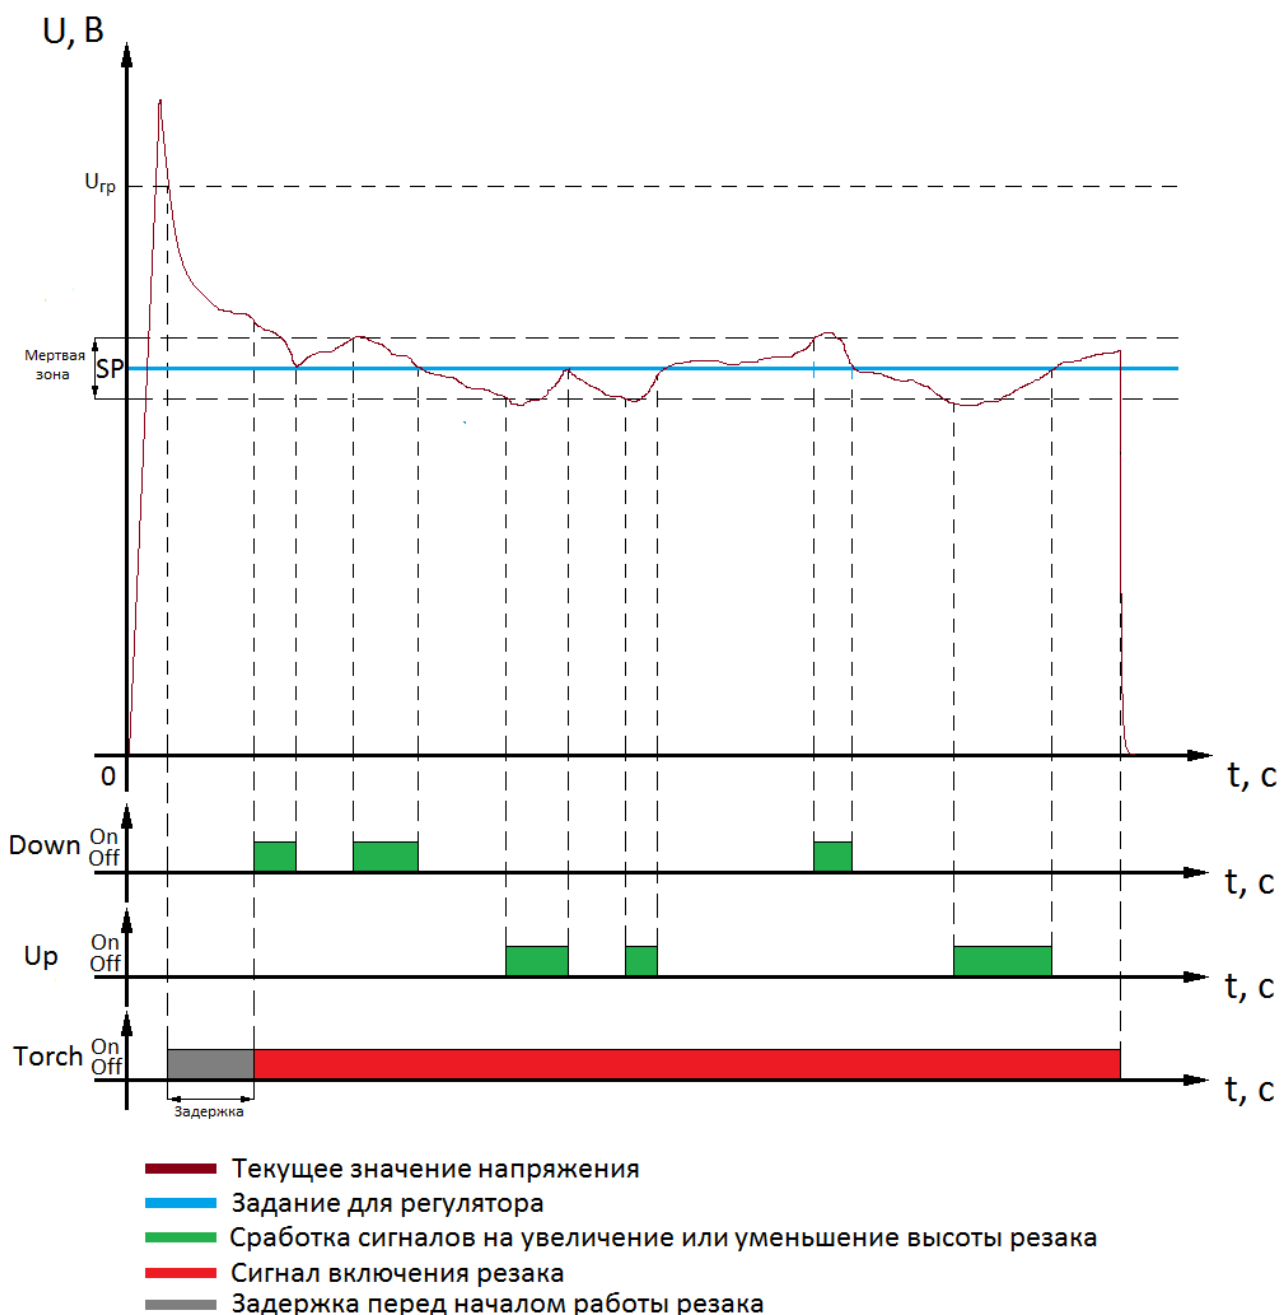 U, В
Uгр
Мертвая
зона
SP
0
t, с
Down
On
Off
t, с
Up
On
Off
t, с
Torch
On
Off
t, с
Задержка
Текущее значение напряжения
Задание для регулятора
Сработка сигналов на увеличение или уменьшение высоты резака
Сигнал включения резака
Задержка перед началом работы резака